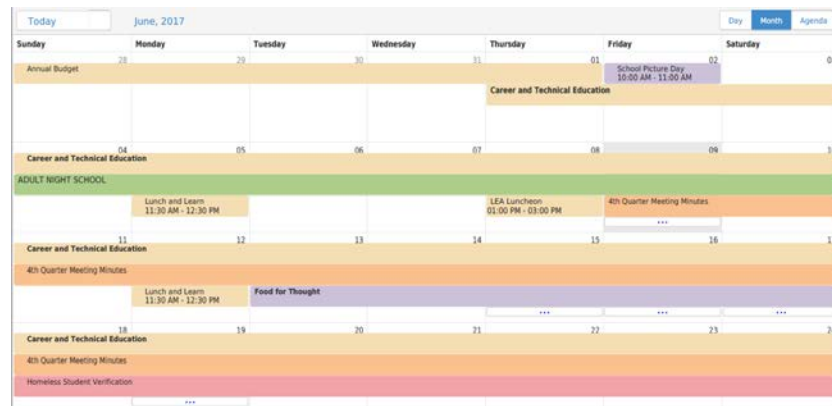 Today
June, 2017
Day Month Agenda
Sunday Monday Tuesday Wednesday Thursday Friday Saturday
28 29 30 31 01 02 0
Annual Budget
School Picture Day
10:00 AM - 11:00 AM
Career and Technical Education
04 05 06 07 08 09 1
Career and Technical Education
ADULT NIGHT SCHOOL
Lunch and Learn
11:30 AM - 12:30 PM
LEA Luncheon
01:00 PM - 03:00 PM
4th Quarter Meeting Minutes
...
11 12 13 14 15 16 1
Career and Technical Education
4th Quarter Meeting Minutes
Lunch and Learn
11:30 AM - 12:30 PM
Food for Thought
... ... ...
18 19 20 21 22 23 2
Career and Technical Education
4th Quarter Meeting Minutes
Homeless Student Verification
...